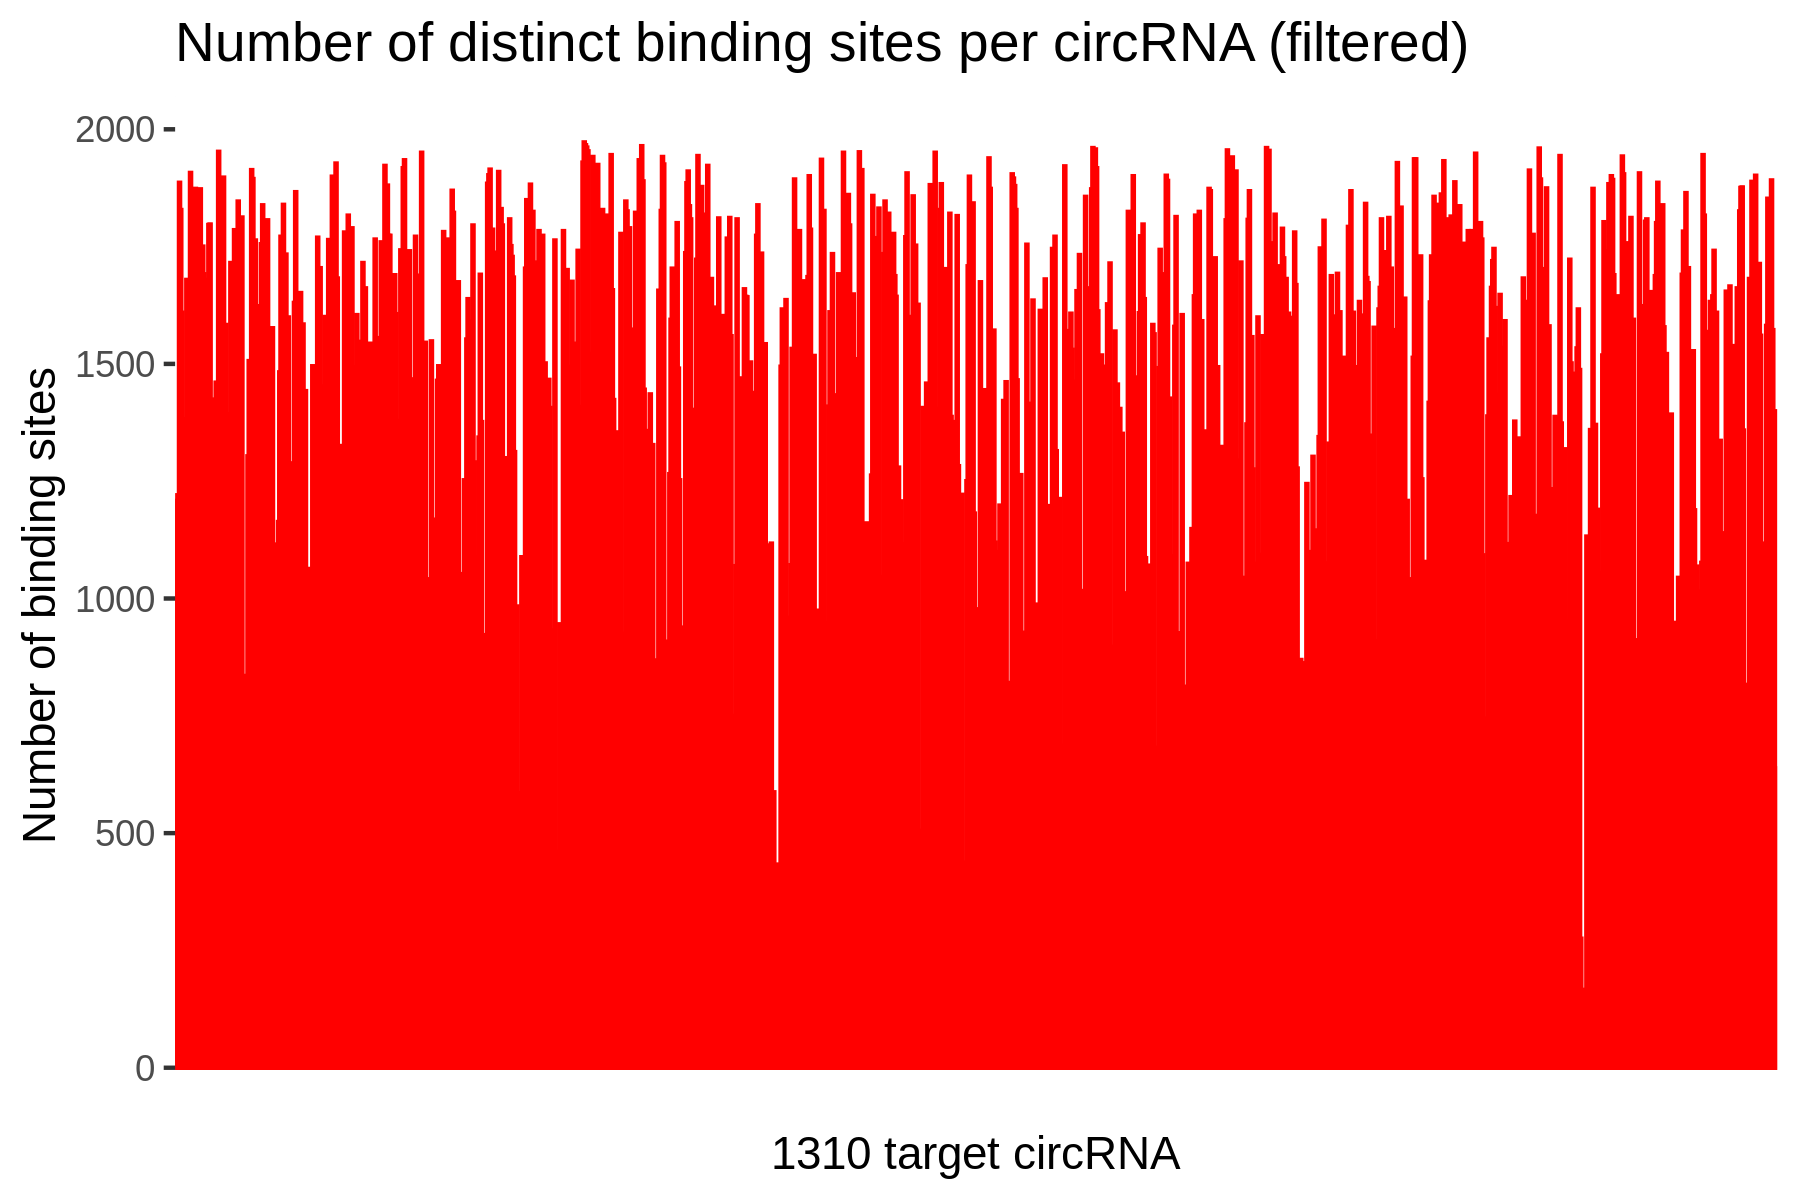 Number of distinct binding sites per circRNA (filtered)
2000
1500
1000
500
0
Number of binding sites
1310 target circRNA